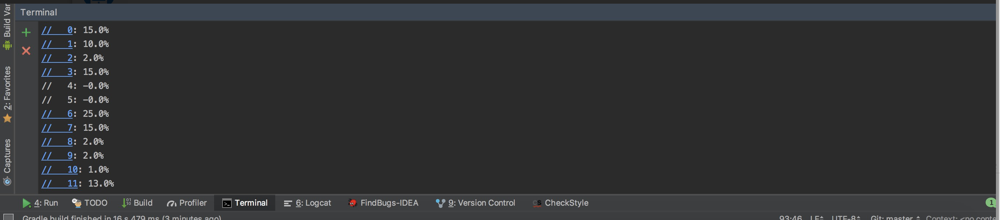 Terminal
Build Var
2: Favorites
Captures
//   0: 15.0%
//   1: 10.0%
//   2: 2.0%
//   3: 15.0%
//   4: -0.0%
//   5: -0.0%
//   6: 25.0%
//   7: 15.0%
//   8: 2.0%
//   9: 2.0%
//   10: 1.0%
//   11: 13.0%
4: Run TODO Build Profiler Terminal 6: Logcat FindBugs-IDEA 9: Version Control CheckStyle 1
Gradle build finished in 16 s 479 ms (3 minutes ago) 93:46 LF UTF-8 Git: master Context: <no conte